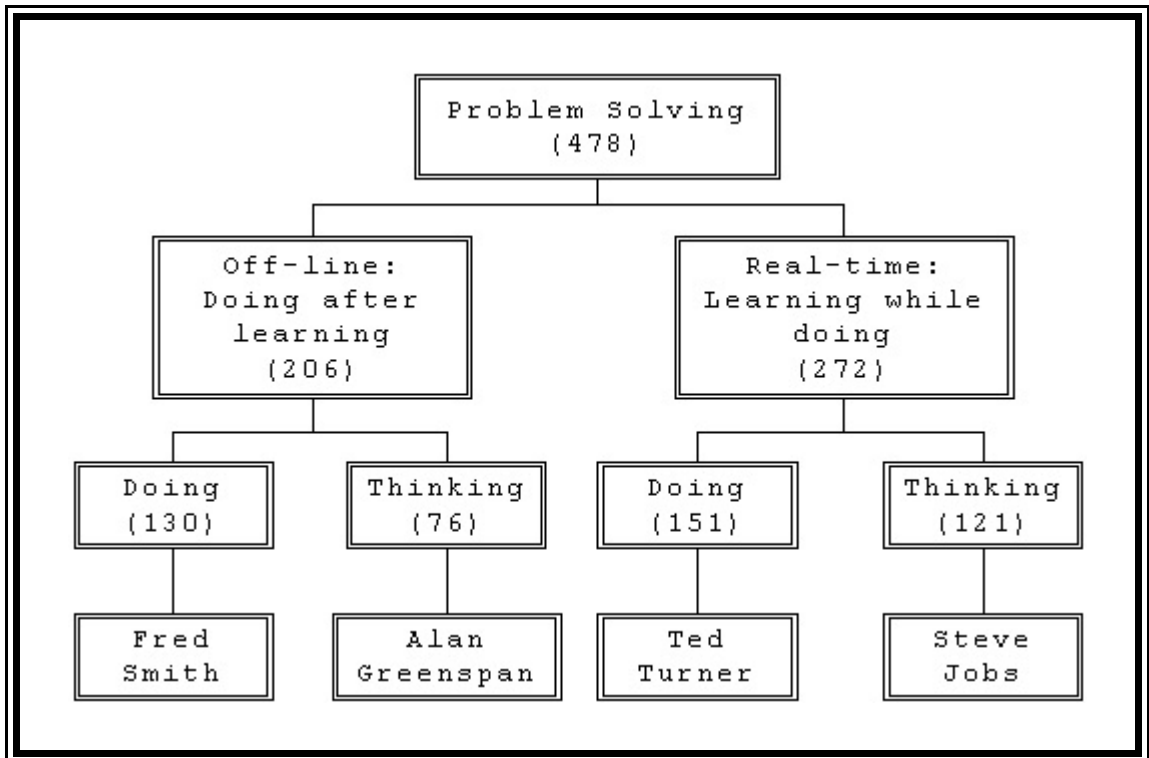 Problem Solving
(478)
Off-line:
Doing after
learning
(206)
Real-time:
Learning while
doing
(272)
Doing
(130)
Thinking
(76)
Doing
(151)
Thinking
(121)
Fred
Smith
Alan
Greenspan
Ted
Turner
Steve
Jobs